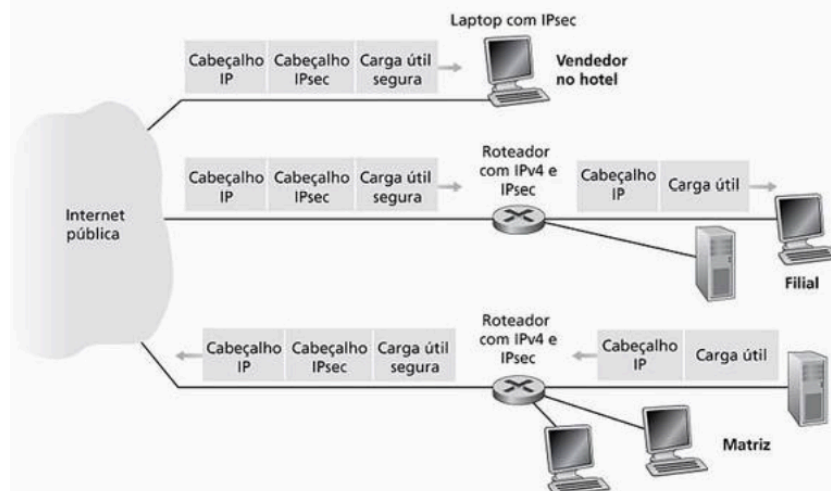 Laptop com IPsec
Cabeçalho IP
Cabeçalho IPsec
Carga útil segura
Vendedor no hotel
Internet pública
Cabeçalho IP
Cabeçalho IPsec
Carga útil segura
Roteador com IPv4 e IPsec
Cabeçalho IP
Carga útil
Filial
Cabeçalho IP
Cabeçalho IPsec
Carga útil segura
Roteador com IPv4 e IPsec
Cabeçalho IP
Carga útil
Matriz